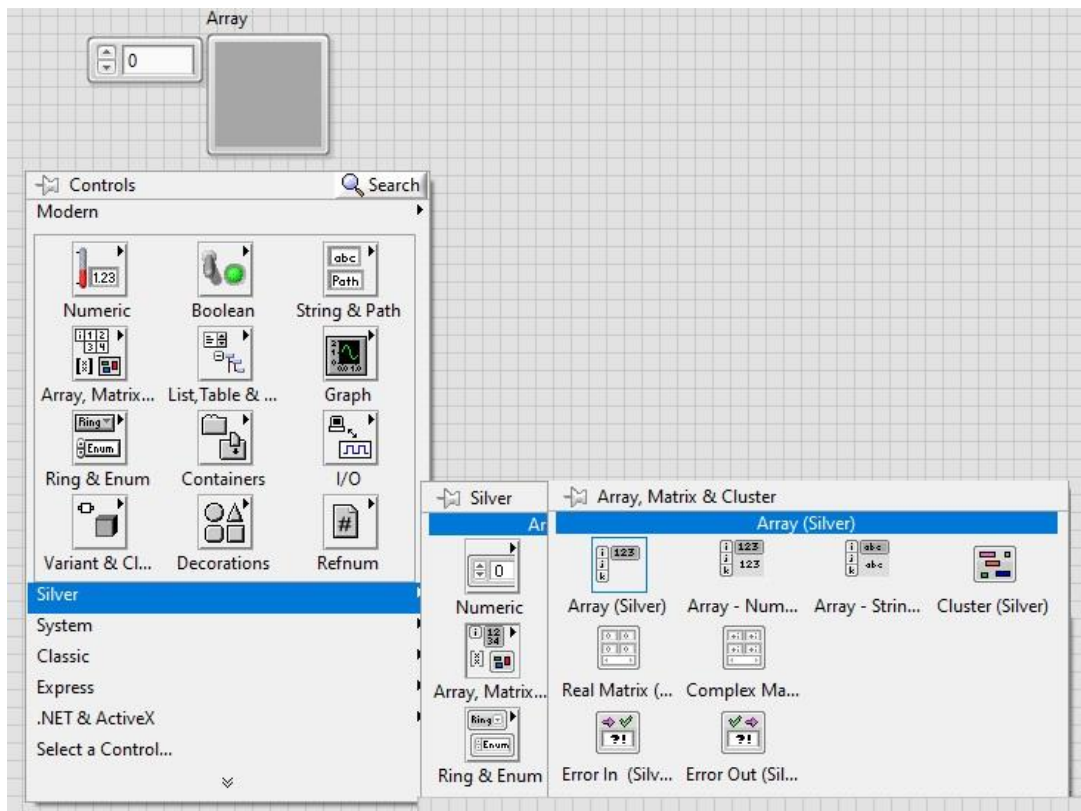 Array
0
Controls
Search
Modern
1.23
abc
Path
Numeric
Boolean
String & Path
Array, Matrix...
List, Table & ...
Graph
Ring
Enum
Ring & Enum
Containers
I/O
#
Variant & Cl...
Decorations
Refnum
Silver
System
Classic
Express
.NET & ActiveX
Select a Control...
Silver
Ar
0
Numeric
Array, Matrix...
Ring
Enum
Ring & Enum
Array, Matrix & Cluster
Array (Silver)
i 123
j
k
i 123
j
k 123
i abc
j
k abc
Array (Silver)
Array - Num...
Array - Strin...
Cluster (Silver)
Real Matrix (...
Complex Ma...
?!
?!
Error In (Silv...
Error Out (Sil...